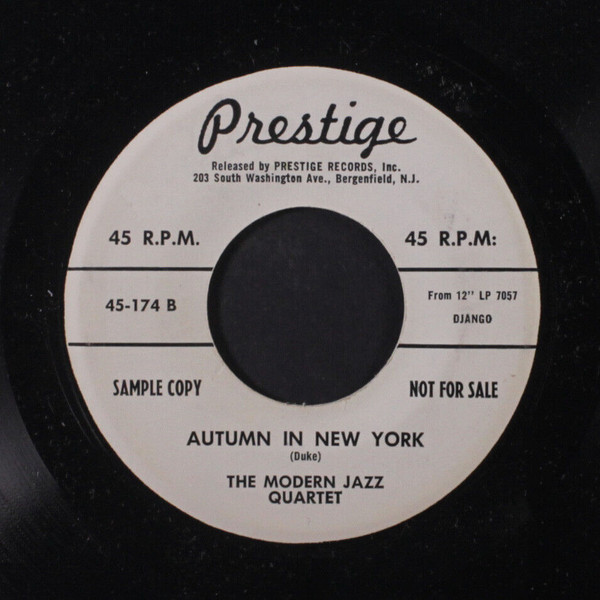 Prestige
Released by PRESTIGE RECORDS, Inc.
203 South Washington Ave., Bergenfield, N.J.
45 R.P.M.
45 R.P.M:
45-174 B
From 12" LP 7057
DJANGO
SAMPLE COPY
NOT FOR SALE
AUTUMN IN NEW YORK
(Duke)
THE MODERN JAZZ
QUARTET